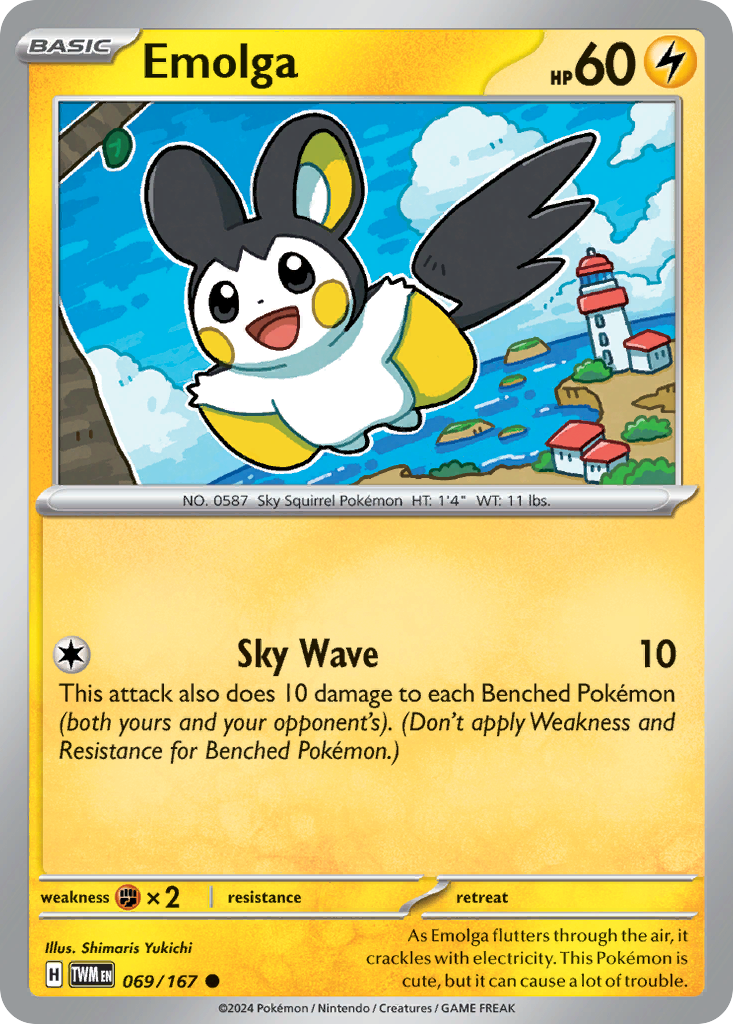 BASIC
Emolga
HP 60
NO. 0587 Sky Squirrel Pokémon HT: 1'4" WT: 11 lbs.
Sky Wave 10
This attack also does 10 damage to each Benched Pokémon
(both yours and your opponent's). (Don't apply Weakness and
Resistance for Benched Pokémon.)
weakness ×2 resistance retreat
Illus. Shimaris Yukichi
H TWM EN 069/167
As Emolga flutters through the air, it
crackles with electricity. This Pokémon is
cute, but it can cause a lot of trouble.
©2024 Pokémon / Nintendo / Creatures / GAME FREAK